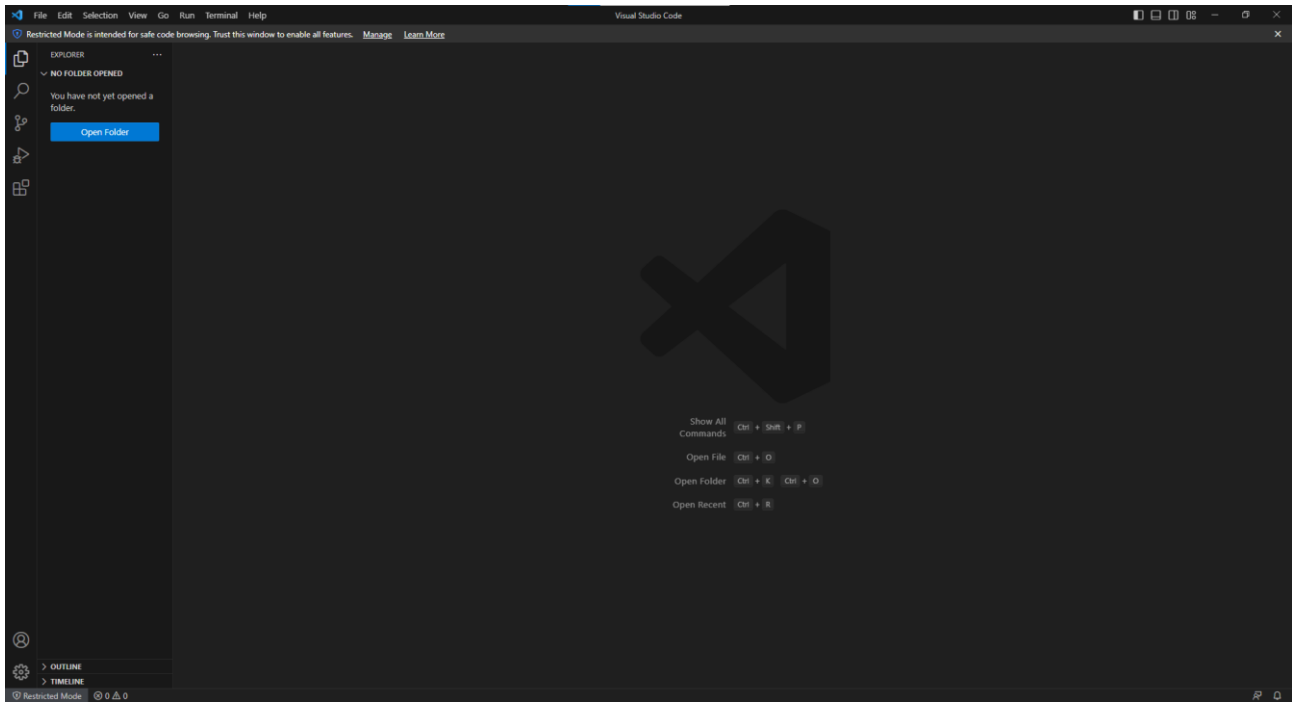 File Edit Selection View Go Run Terminal Help
Visual Studio Code
Restricted Mode is intended for safe code browsing. Trust this window to enable all features. Manage Learn More
EXPLORER
NO FOLDER OPENED
You have not yet opened a
folder.
Open Folder
Show All
Commands
Ctrl + Shift + P
Open File Ctrl + O
Open Folder Ctrl + K Ctrl + O
Open Recent Ctrl + R
OUTLINE
TIMELINE
Restricted Mode 0 0